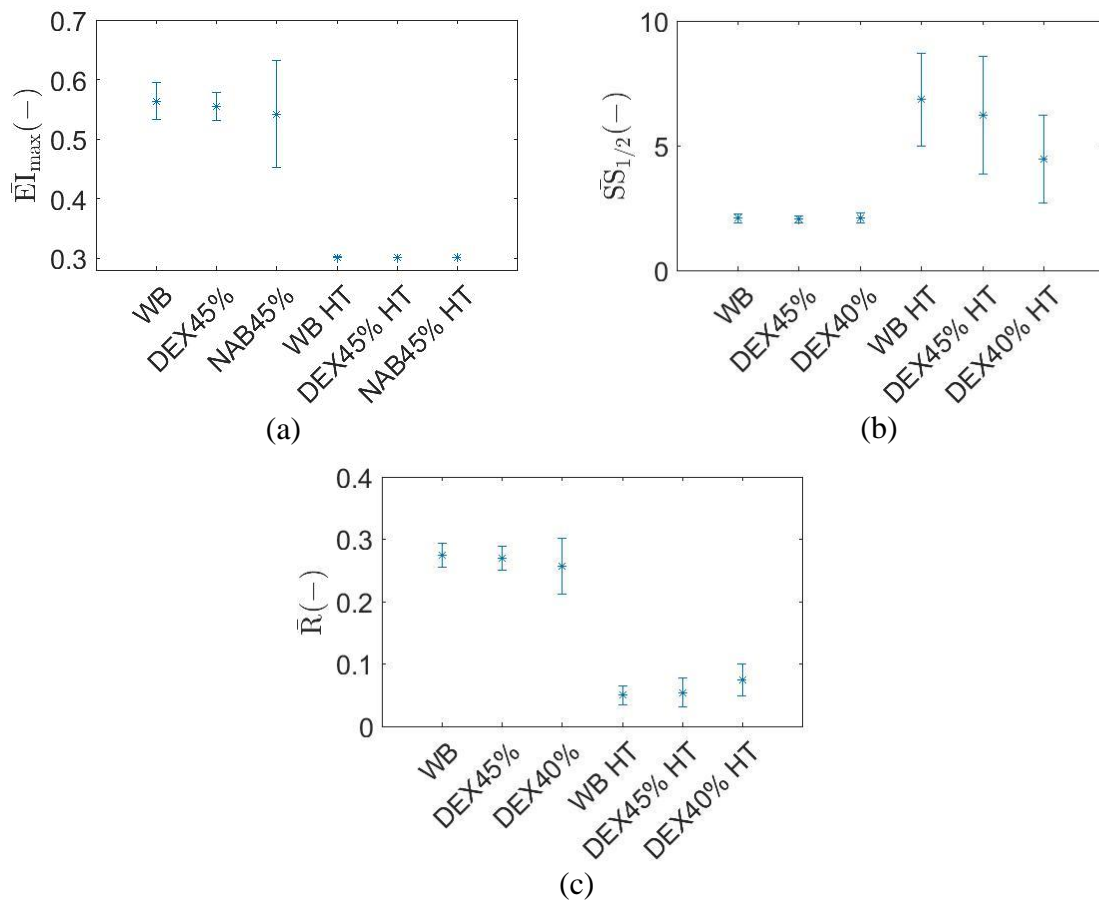 0.7
0.6
0.5
0.4
0.3
E̅I_max(−)
WB
DEX45%
NAB45%
WB HT
DEX45% HT
NAB45% HT
(a)
10
5
0
S̅S_1/2(−)
WB
DEX45%
DEX40%
WB HT
DEX45% HT
DEX40% HT
(b)
0.4
0.3
0.2
0.1
0
R̅(−)
WB
DEX45%
DEX40%
WB HT
DEX45% HT
DEX40% HT
(c)